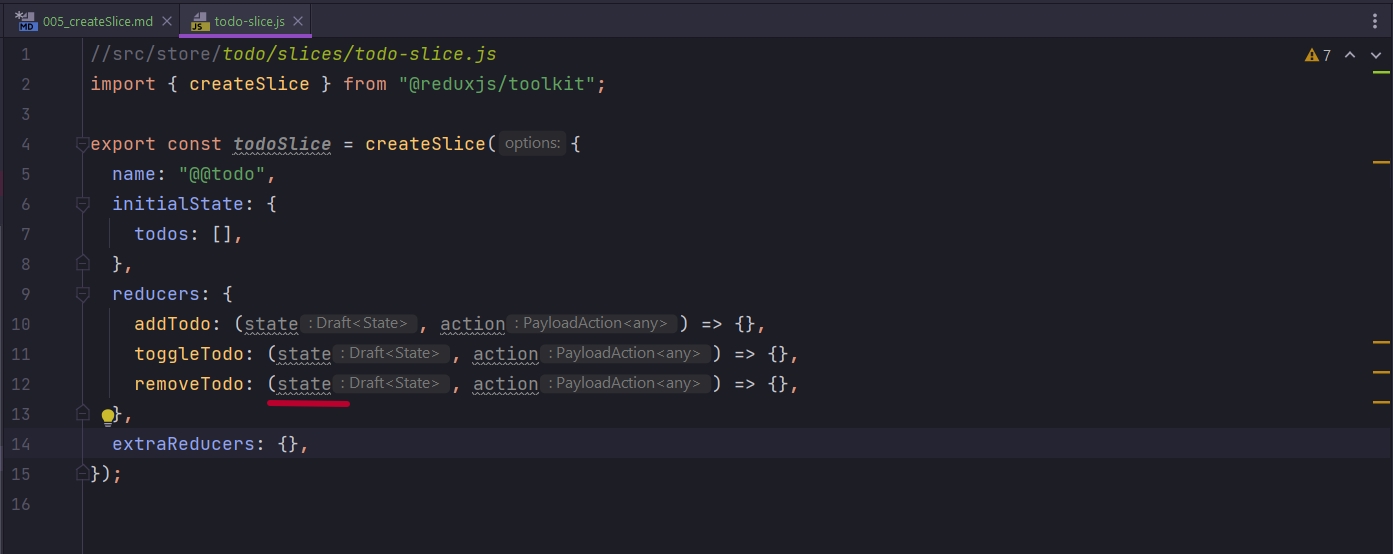 005_createSlice.md todo-slice.js
1 //src/store/todo/slices/todo-slice.js 7
2 import { createSlice } from "@reduxjs/toolkit";
3
4 export const todoSlice = createSlice( options: {
5 name: "@@todo",
6 initialState: {
7 todos: [],
8 },
9 reducers: {
10 addTodo: (state : Draft<State> , action : PayloadAction<any> ) => {},
11 toggleTodo: (state : Draft<State> , action : PayloadAction<any> ) => {},
12 removeTodo: (state : Draft<State> , action : PayloadAction<any> ) => {},
13 },
14 extraReducers: {},
15 });
16